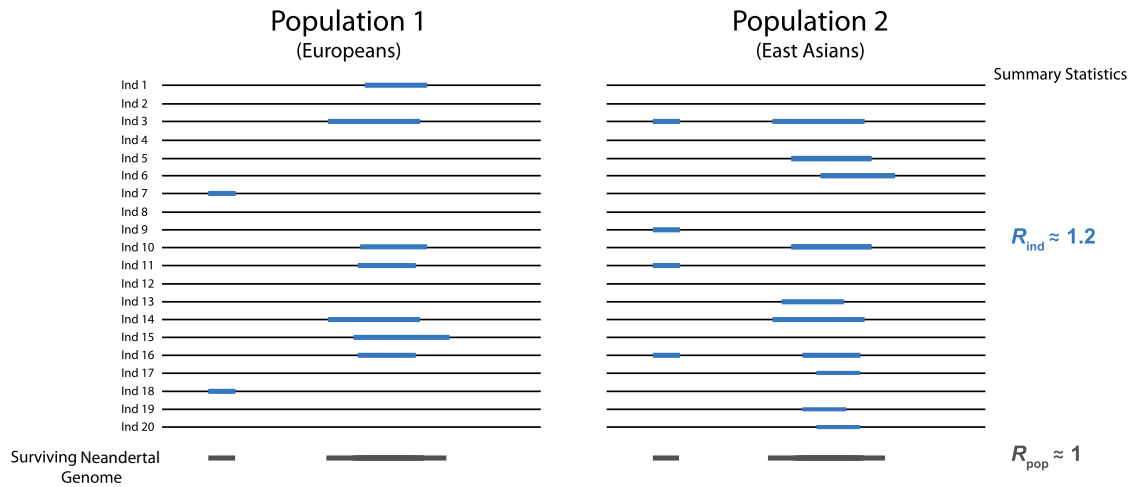 Population 1
(Europeans)
Population 2
(East Asians)
Summary Statistics
Ind 1
Ind 2
Ind 3
Ind 4
Ind 5
Ind 6
Ind 7
Ind 8
Ind 9
Ind 10
Ind 11
Ind 12
Ind 13
Ind 14
Ind 15
Ind 16
Ind 17
Ind 18
Ind 19
Ind 20
Rind ≈ 1.2
Surviving Neandertal
Genome
Rpop ≈ 1